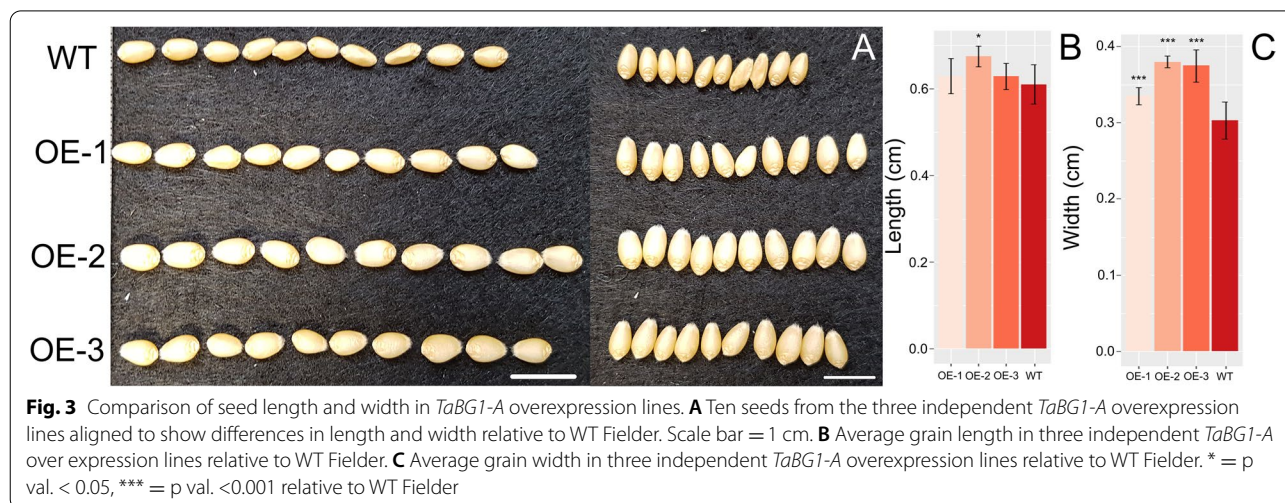 WT
OE-1
OE-2
OE-3
A
Length (cm)
0.6
0.4
0.2
0.0
*
OE-1 OE-2 OE-3 WT
B
Width (cm)
0.4
0.3
0.2
0.1
0.0
***
*** ***
OE-1 OE-2 OE-3 WT
C
Fig. 3 Comparison of seed length and width in TaBG1-A overexpression lines. A Ten seeds from the three independent TaBG1-A overexpression
lines aligned to show differences in length and width relative to WT Fielder. Scale bar = 1 cm. B Average grain length in three independent TaBG1-A
over expression lines relative to WT Fielder. C Average grain width in three independent TaBG1-A overexpression lines relative to WT Fielder. * = p
val. < 0.05, *** = p val. <0.001 relative to WT Fielder